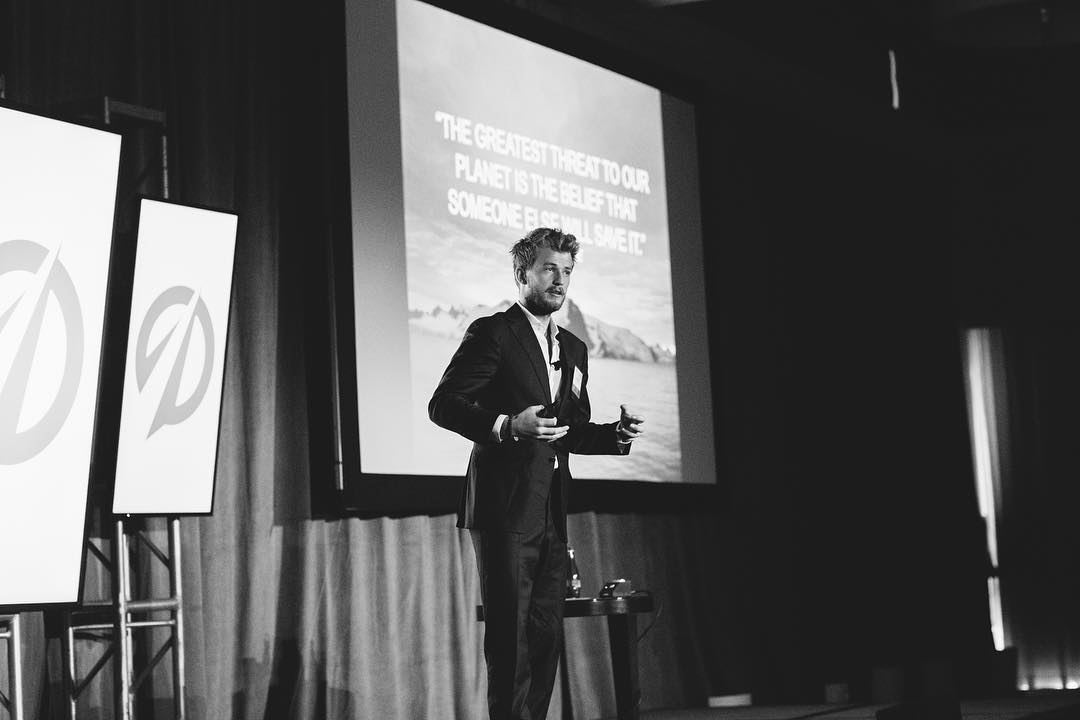 "THE GREATEST THREAT TO OUR
PLANET IS THE BELIEF THAT
SOMEONE ELSE WILL SAVE IT."